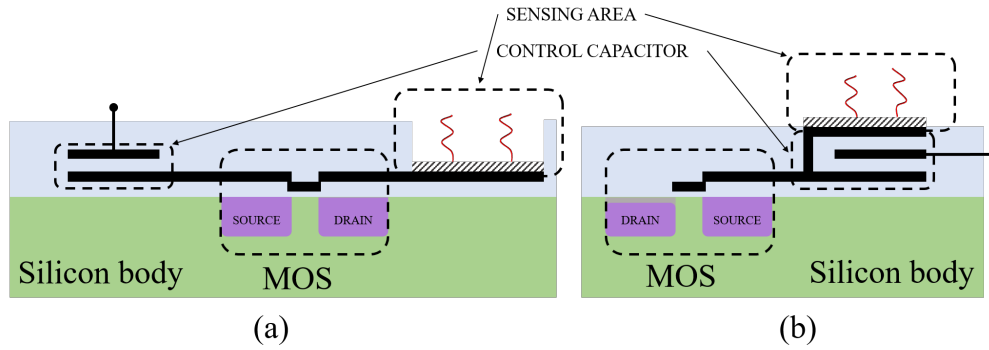 SENSING AREA
CONTROL CAPACITOR
SOURCE
DRAIN
Silicon body
MOS
(a)
DRAIN
SOURCE
MOS
Silicon body
(b)